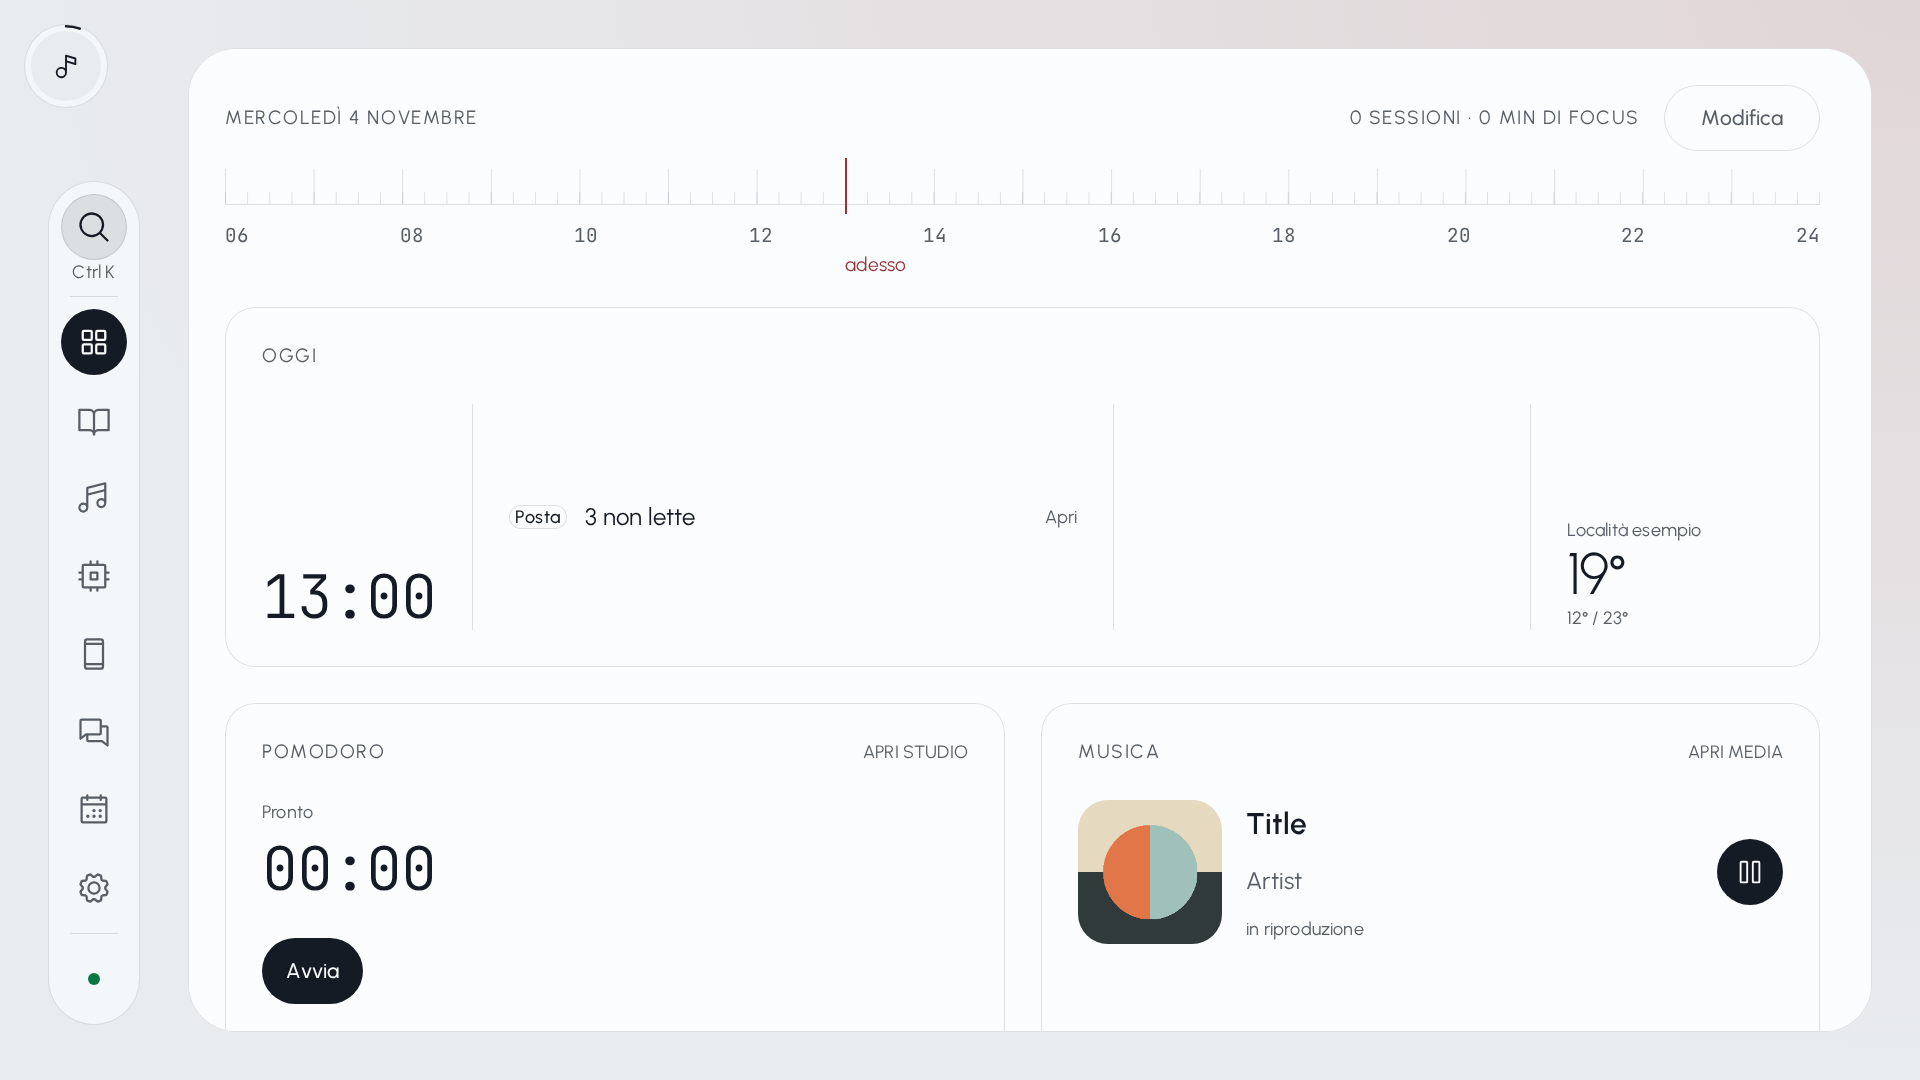 MERCOLEDÌ 4 NOVEMBRE
0 SESSIONI · 0 MIN DI FOCUS
Modifica
06 08 10 12 14 16 18 20 22 24
adesso
Ctrl K
OGGI
Posta 3 non lette Apri
13:00
Località esempio
19°
12° / 23°
POMODORO
APRI STUDIO
Pronto
00:00
Avvia
MUSICA
APRI MEDIA
Title
Artist
in riproduzione